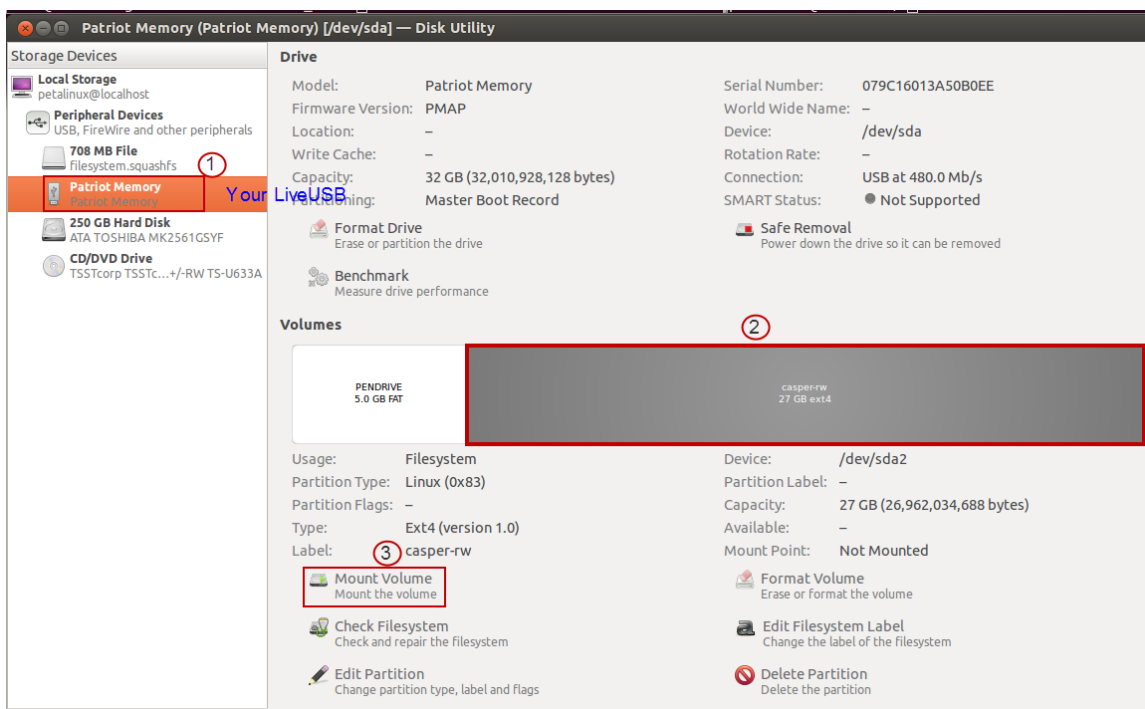 Patriot Memory (Patriot Memory) [/dev/sda] — Disk Utility
Storage Devices
Local Storage
petalinux@localhost
Peripheral Devices
USB, FireWire and other peripherals
708 MB File
filesystem.squashfs
1
Patriot Memory
Patriot Memory
Your LiveUSB
250 GB Hard Disk
ATA TOSHIBA MK2561GSYF
CD/DVD Drive
TSSTcorp TSSTc...+/-RW TS-U633A
Drive
Model: Patriot Memory
Serial Number: 079C16013A50B0EE
Firmware Version: PMAP
World Wide Name: –
Location: –
Device: /dev/sda
Write Cache: –
Rotation Rate: –
Capacity: 32 GB (32,010,928,128 bytes)
Connection: USB at 480.0 Mb/s
Partitioning: Master Boot Record
SMART Status: Not Supported
Format Drive
Erase or partition the drive
Safe Removal
Power down the drive so it can be removed
Benchmark
Measure drive performance
Volumes
2
PENDRIVE
5.0 GB FAT
casper-rw
27 GB ext4
Usage: Filesystem
Device: /dev/sda2
Partition Type: Linux (0x83)
Partition Label: –
Partition Flags: –
Capacity: 27 GB (26,962,034,688 bytes)
Type: Ext4 (version 1.0)
Available: –
Label: 3 casper-rw
Mount Point: Not Mounted
Mount Volume
Mount the volume
Format Volume
Erase or format the volume
Check Filesystem
Check and repair the filesystem
Edit Filesystem Label
Change the label of the filesystem
Edit Partition
Change partition type, label and flags
Delete Partition
Delete the partition